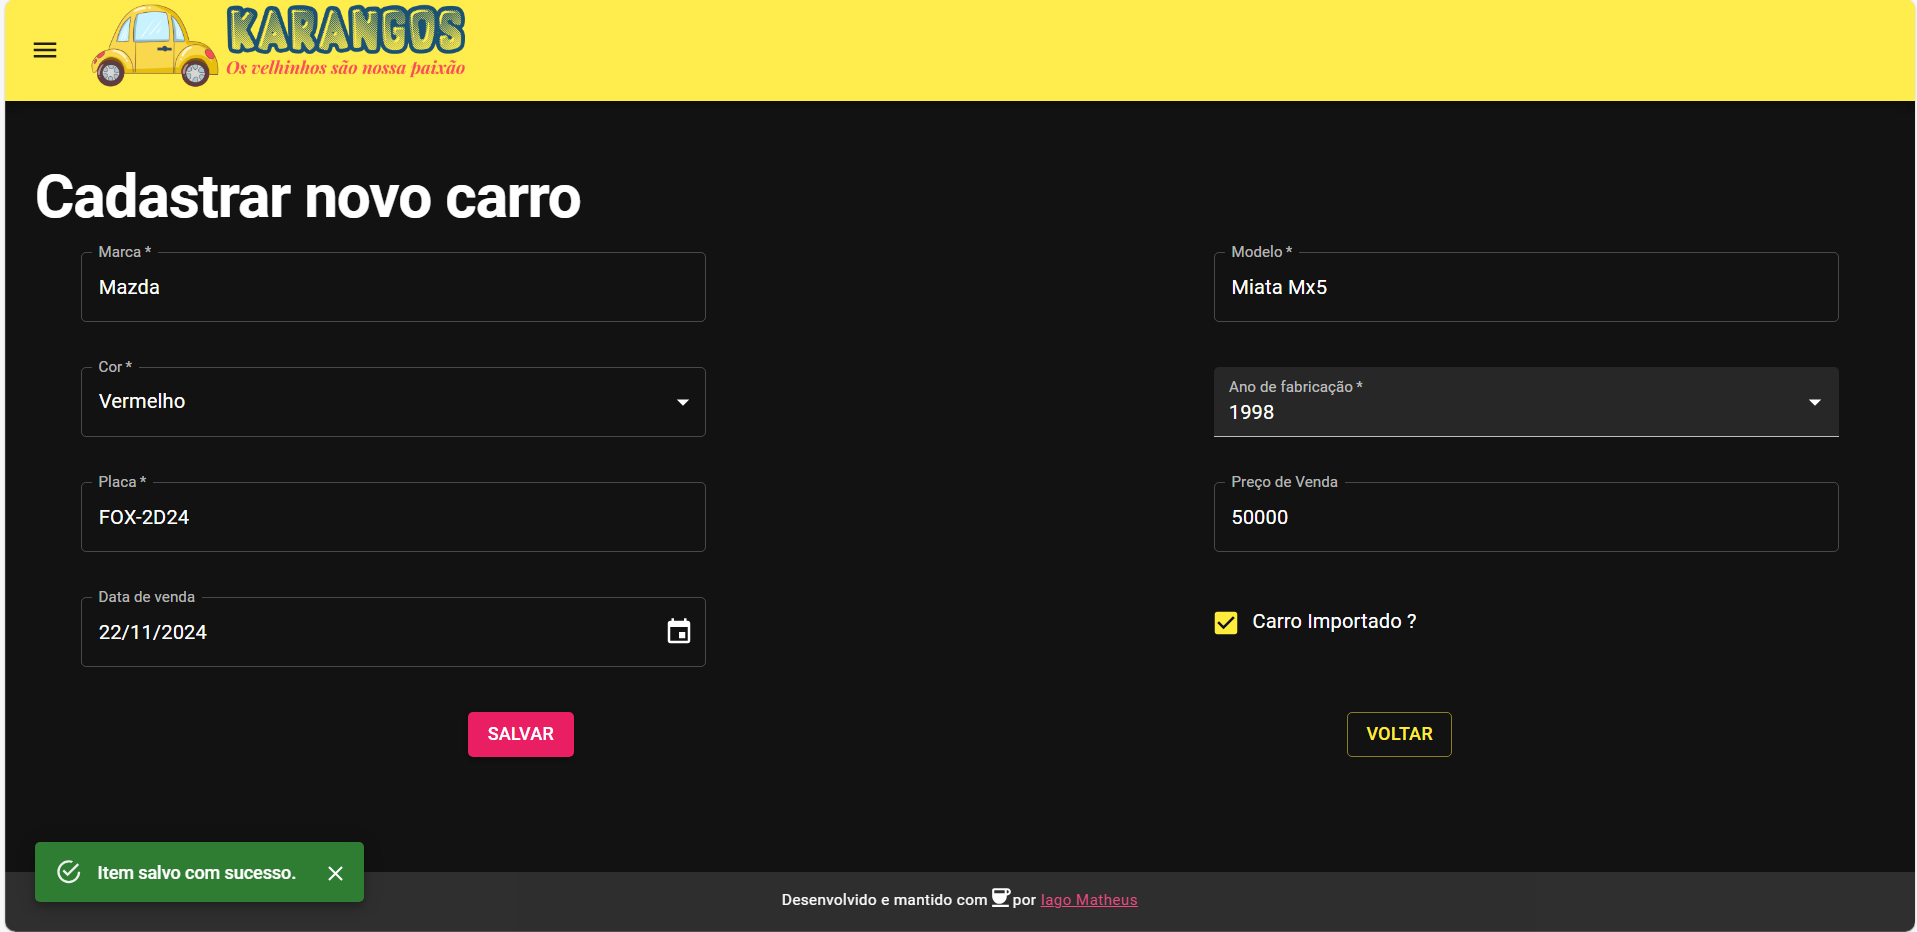 KARANGOS
Os velhinhos são nossa paixão
Cadastrar novo carro
Marca *
Mazda
Modelo *
Miata Mx5
Cor *
Vermelho
Ano de fabricação *
1998
Placa *
FOX-2D24
Preço de Venda
50000
Data de venda
22/11/2024
Carro Importado ?
SALVAR
VOLTAR
Item salvo com sucesso.
Desenvolvido e mantido com por Iago Matheus